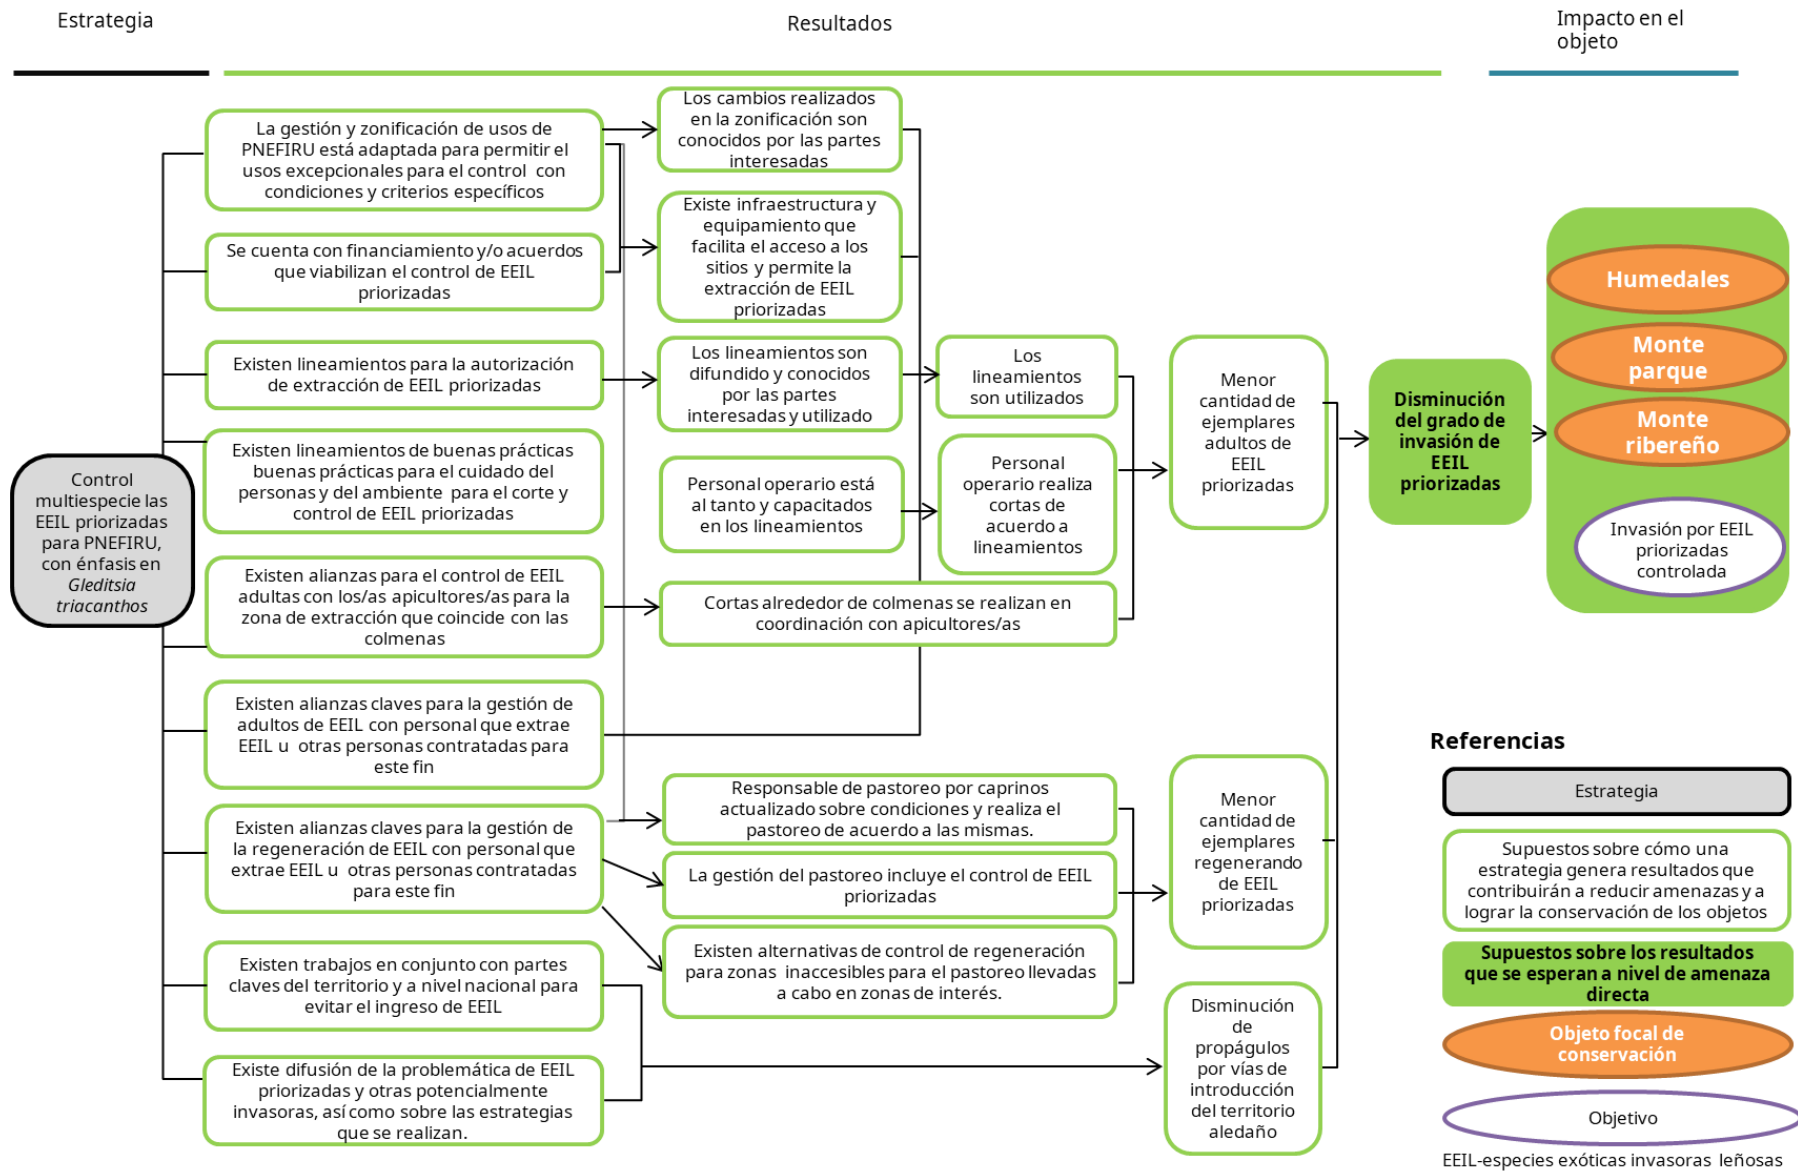 Estrategia
Resultados
Impacto en el
objeto
Control
multiespecie las
EEIL priorizadas
para PNEFIRU,
con énfasis en
Gleditsia
triacanthos
La gestión y zonificación de usos de
PNEFIRU está adaptada para permitir el
usos excepcionales para el control con
condiciones y criterios específicos
Se cuenta con financiamiento y/o acuerdos
que viabilizan el control de EEIL
priorizadas
Existen lineamientos para la autorización
de extracción de EEIL priorizadas
Existen lineamientos de buenas prácticas
buenas prácticas para el cuidado del
personas y del ambiente para el corte y
control de EEIL priorizadas
Existen alianzas para el control de EEIL
adultas con los/as apicultores/as para la
zona de extracción que coincide con las
colmenas
Existen alianzas claves para la gestión de
adultos de EEIL con personal que extrae
EEIL u otras personas contratadas para
este fin
Existen alianzas claves para la gestión de
la regeneración de EEIL con personal que
extrae EEIL u otras personas contratadas
para este fin
Existen trabajos en conjunto con partes
claves del territorio y a nivel nacional para
evitar el ingreso de EEIL
Existe difusión de la problemática de EEIL
priorizadas y otras potencialmente
invasoras, así como sobre las estrategias
que se realizan.
Los cambios realizados
en la zonificación son
conocidos por las partes
interesadas
Existe infraestructura y
equipamiento que
facilita el acceso a los
sitios y permite la
extracción de EEIL
priorizadas
Los lineamientos son
difundido y conocidos
por las partes
interesadas y utilizado
Personal operario está
al tanto y capacitados
en los lineamientos
Cortas alrededor de colmenas se realizan en
coordinación con apicultores/as
Responsable de pastoreo por caprinos
actualizado sobre condiciones y realiza el
pastoreo de acuerdo a las mismas.
La gestión del pastoreo incluye el control de EEIL
priorizadas
Existen alternativas de control de regeneración
para zonas inaccesibles para el pastoreo llevadas
a cabo en zonas de interés.
Los
lineamientos
son utilizados
Personal
operario realiza
cortas de
acuerdo a
lineamientos
Menor
cantidad de
ejemplares
adultos de
EEIL
priorizadas
Menor
cantidad de
ejemplares
regenerando
de EEIL
priorizadas
Disminución
de
propágulos
por vías de
introducción
del territorio
aledaño
Disminución
del grado de
invasión de
EEIL
priorizadas
Humedales
Monte
parque
Monte
ribereño
Invasión por EEIL
priorizadas
controlada
Referencias
Estrategia
Supuestos sobre cómo una
estrategia genera resultados que
contribuirán a reducir amenazas y a
lograr la conservación de los objetos
Supuestos sobre los resultados
que se esperan a nivel de amenaza
directa
Objeto focal de
conservación
Objetivo
EEIL-especies exóticas invasoras leñosas